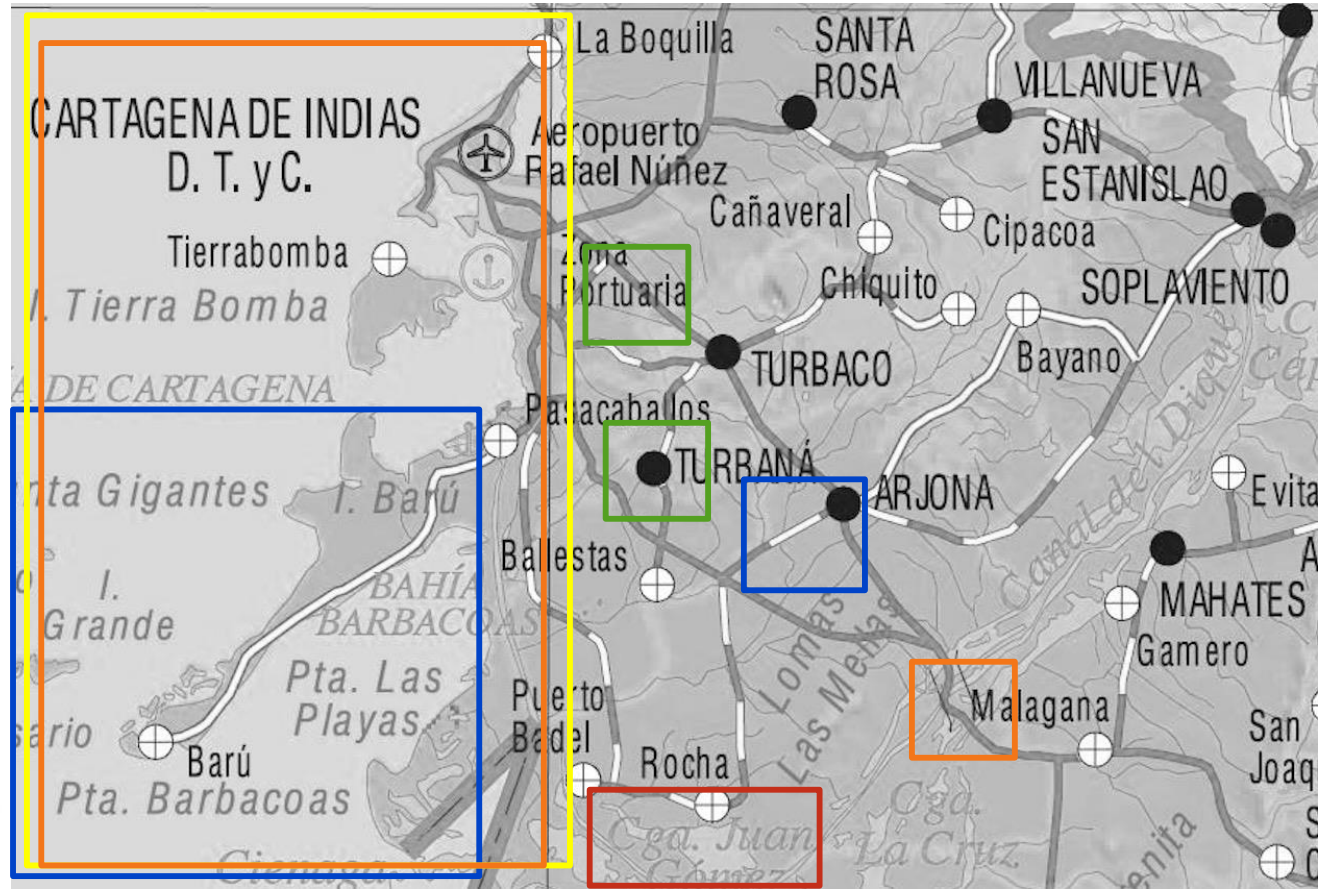 La Boquilla
SANTA
ROSA
VILLANUEVA
CARTAGENA DE INDIAS
D. T. y C.
Aeropuerto
Rafael Núñez
SAN
ESTANISLAO
Cañaveral
Cipacoa
Tierrabomba
Zona
Portuaria
I. Tierra Bomba
Chiquito
SOPLAVIENTO
TURBACO
Bayano
DE CARTAGENA
Pasacaballos
Canal del Dique
Gigantes
I. Barú
TURBANÁ
ARJONA
Evita
Ballestas
I.
Grande
BAHÍA
BARBACOAS
MAHATES
Gamero
Lomas
Las Mellas
Pta. Las
Playas
Puerto
Badel
Malagana
San
Joaq
Barú
Rocha
Pta. Barbacoas
Cga. Juan
Gómez
Cga.
La Cruz
Cienaga